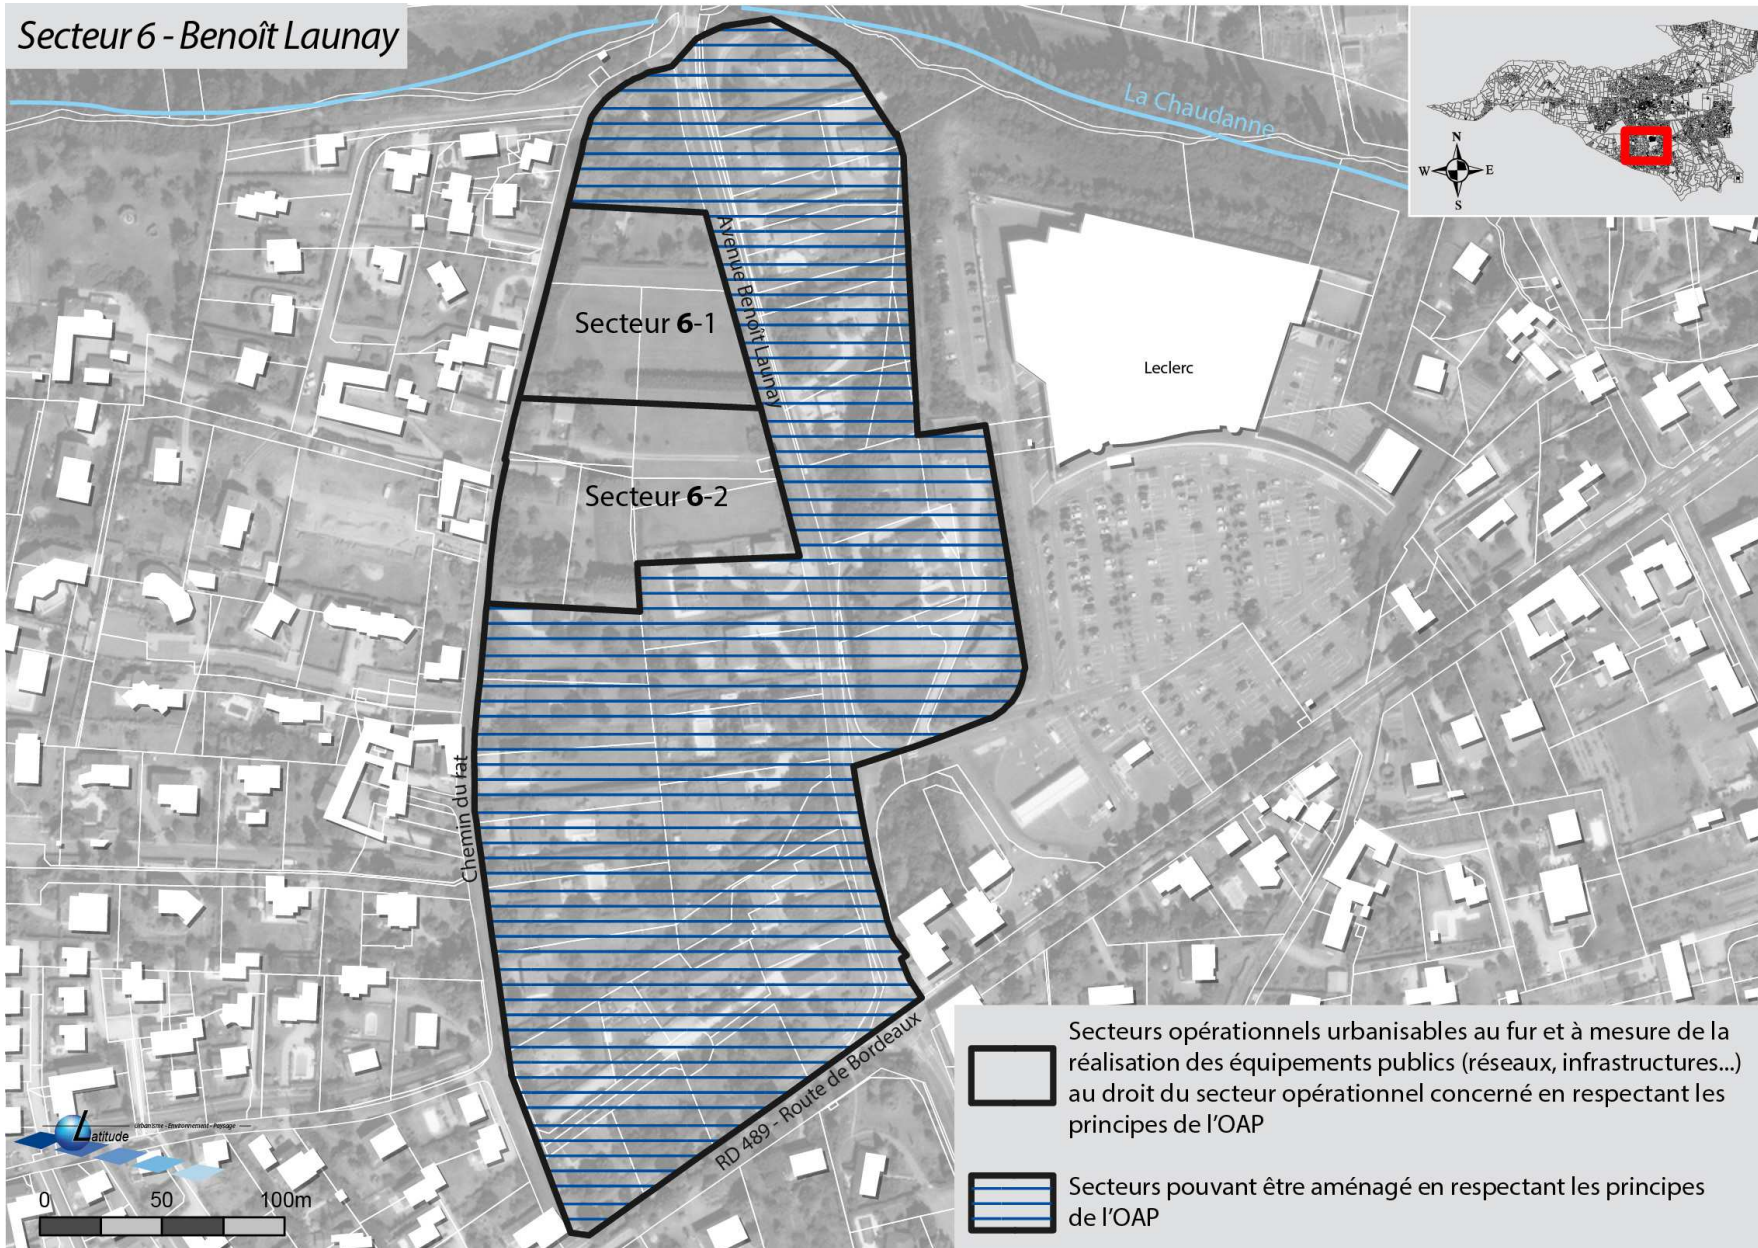 Secteur 6 - Benoît Launay
La Chaudanne
N
W
E
S
Avenue Benoît Launay
Secteur 6-1
Leclerc
Secteur 6-2
Chemin du rat
RD 489 - Route de Bordeaux
Secteurs opérationnels urbanisables au fur et à mesure de la
réalisation des équipements publics (réseaux, infrastructures...)
au droit du secteur opérationnel concerné en respectant les
principes de l'OAP
Secteurs pouvant être aménagé en respectant les principes
de l'OAP
Latitude
Urbanisme - Environnement - Paysage
0
50
100m